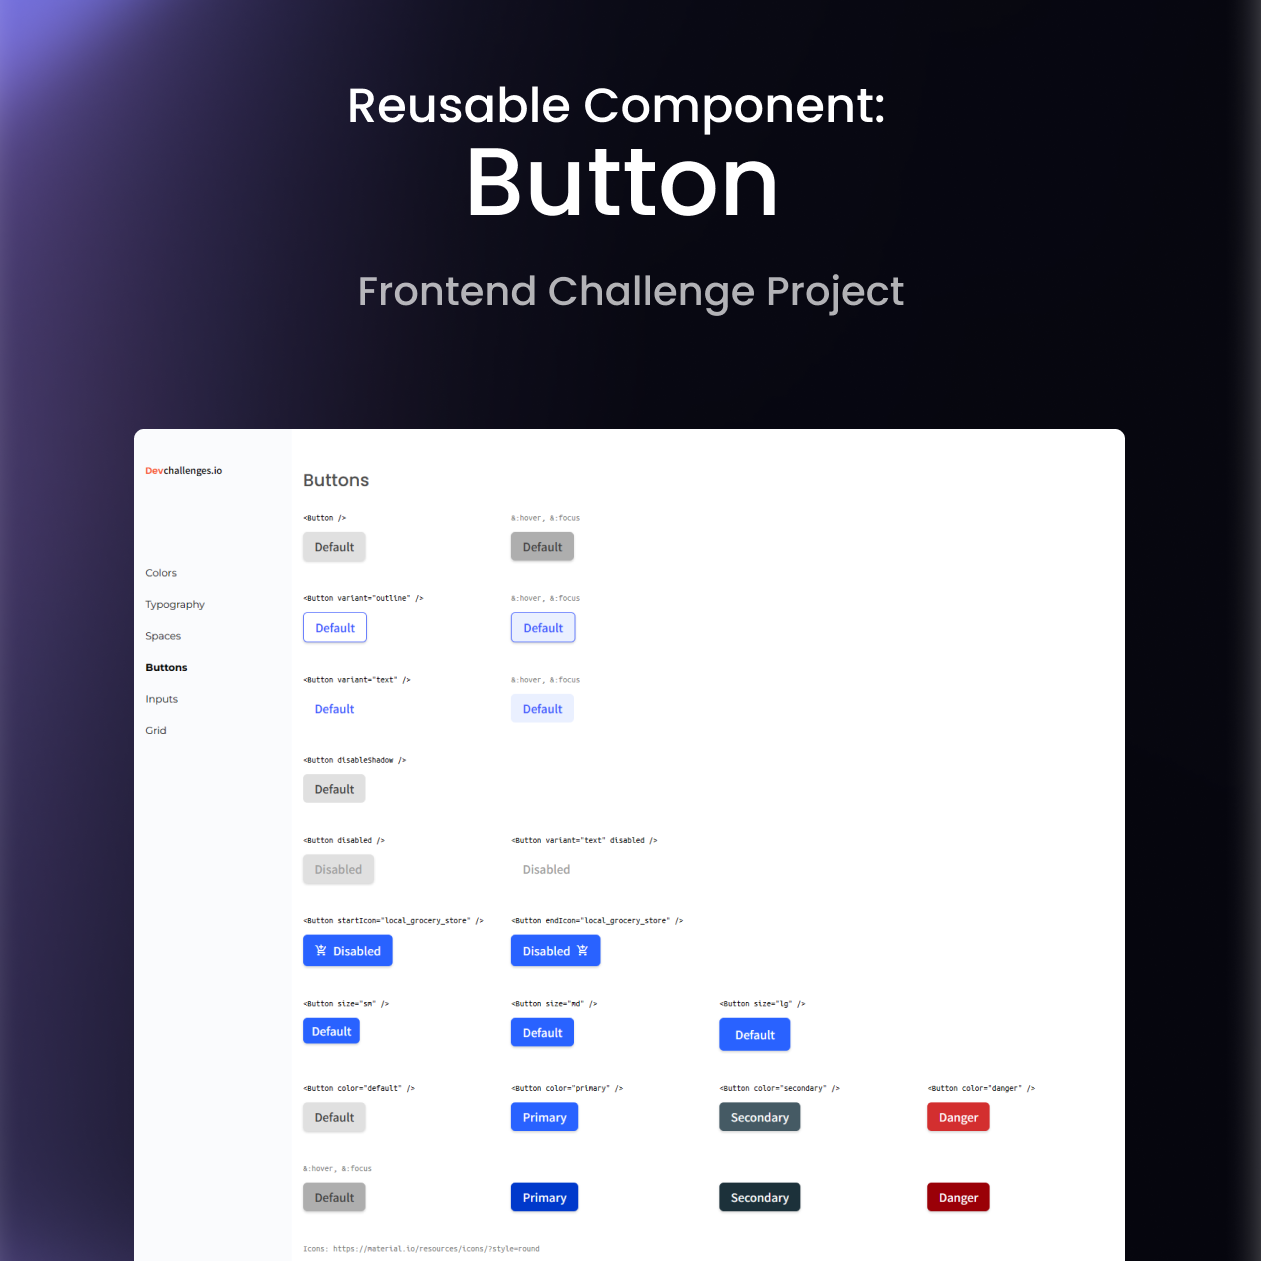 Reusable Component:
Button
Frontend Challenge Project
Devchallenges.io
Colors
Typography
Spaces
Buttons
Inputs
Grid
Buttons
<Button /> &:hover, &:focus
Default Default
<Button variant="outline" /> &:hover, &:focus
Default Default
<Button variant="text" /> &:hover, &:focus
Default Default
<Button disableShadow />
Default
<Button disabled /> <Button variant="text" disabled />
Disabled Disabled
<Button startIcon="local_grocery_store" /> <Button endIcon="local_grocery_store" />
Disabled Disabled
<Button size="sm" /> <Button size="md" /> <Button size="lg" />
Default Default Default
<Button color="default" /> <Button color="primary" /> <Button color="secondary" /> <Button color="danger" />
Default Primary Secondary Danger
&:hover, &:focus
Default Primary Secondary Danger
Icons: https://material.io/resources/icons/?style=round